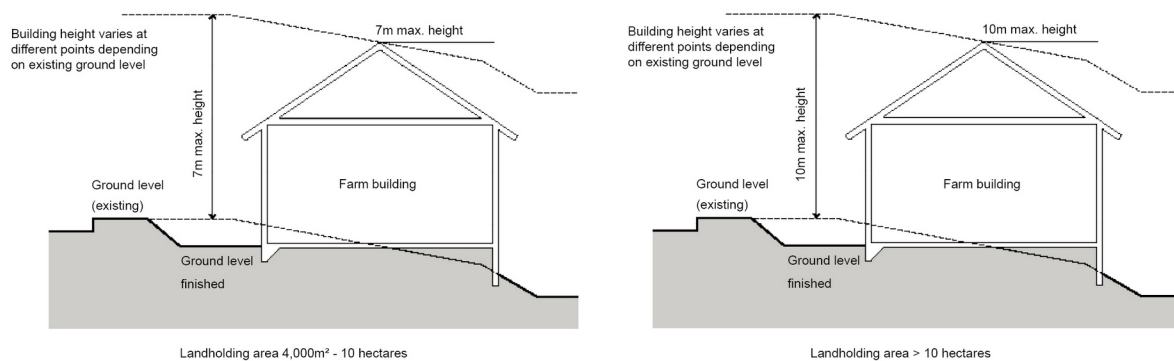 Building height varies at
different points depending
on existing ground level
7m max. height
7m max. height
Ground level
(existing)
Farm building
Ground level
finished
Landholding area 4,000m² - 10 hectares
Building height varies at
different points depending
on existing ground level
10m max. height
10m max. height
Ground level
(existing)
Farm building
Ground level
finished
Landholding area > 10 hectares